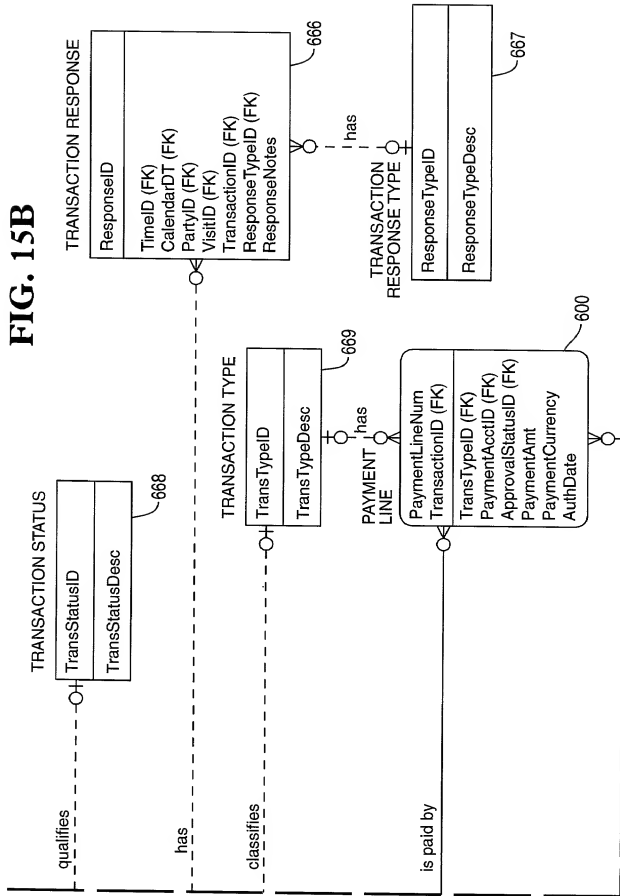 FIG. 15B
TRANSACTION STATUS
TransStatusID
TransStatusDesc
668
qualifies
TRANSACTION RESPONSE
ResponseID
TimeID (FK)
CalendarDT (FK)
PartyID (FK)
VisitID (FK)
TransactionID (FK)
ResponseTypeID (FK)
ResponseNotes
666
has
has
TRANSACTION
RESPONSE TYPE
ResponseTypeID
ResponseTypeDesc
667
TRANSACTION TYPE
TransTypeID
TransTypeDesc
669
classifies
has
PAYMENT
LINE
PaymentLineNum
TransactionID (FK)
TransTypeID (FK)
PaymentAcctID (FK)
ApprovalStatusID (FK)
PaymentAmt
PaymentCurrency
AuthDate
600
is paid by